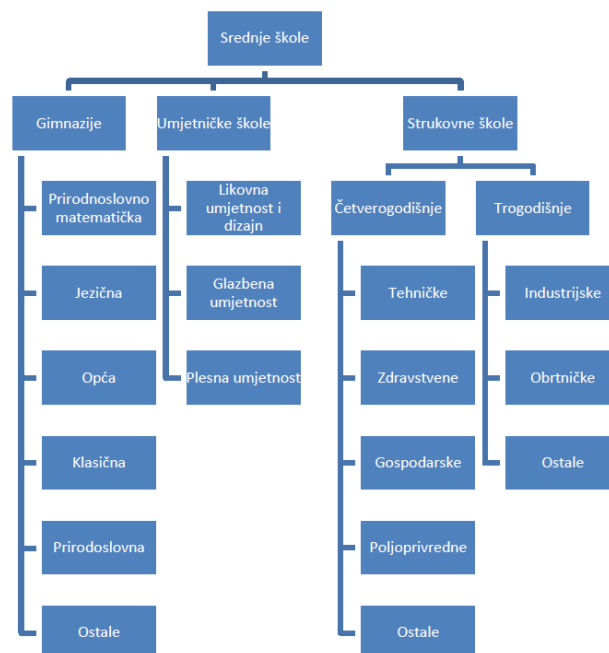 Srednje škole
Gimnazije
Umjetničke škole
Strukovne škole
Prirodnoslovno
matematička
Jezična
Opća
Klasična
Prirodoslovna
Ostale
Likovna
umjetnost i
dizajn
Glazbena
umjetnost
Plesna umjetnost
Četverogodišnje
Trogodišnje
Tehničke
Zdravstvene
Gospodarske
Poljoprivredne
Ostale
Industrijske
Obrtničke
Ostale